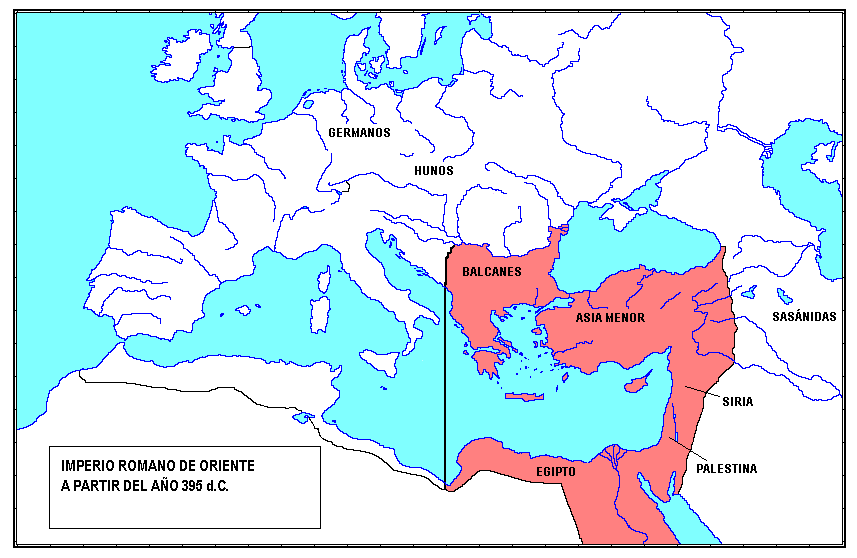 GERMANOS
HUNOS
BALCANES
ASIA MENOR
SASÁNIDAS
SIRIA
PALESTINA
EGIPTO
IMPERIO ROMANO DE ORIENTE
A PARTIR DEL AÑO 395 d.C.